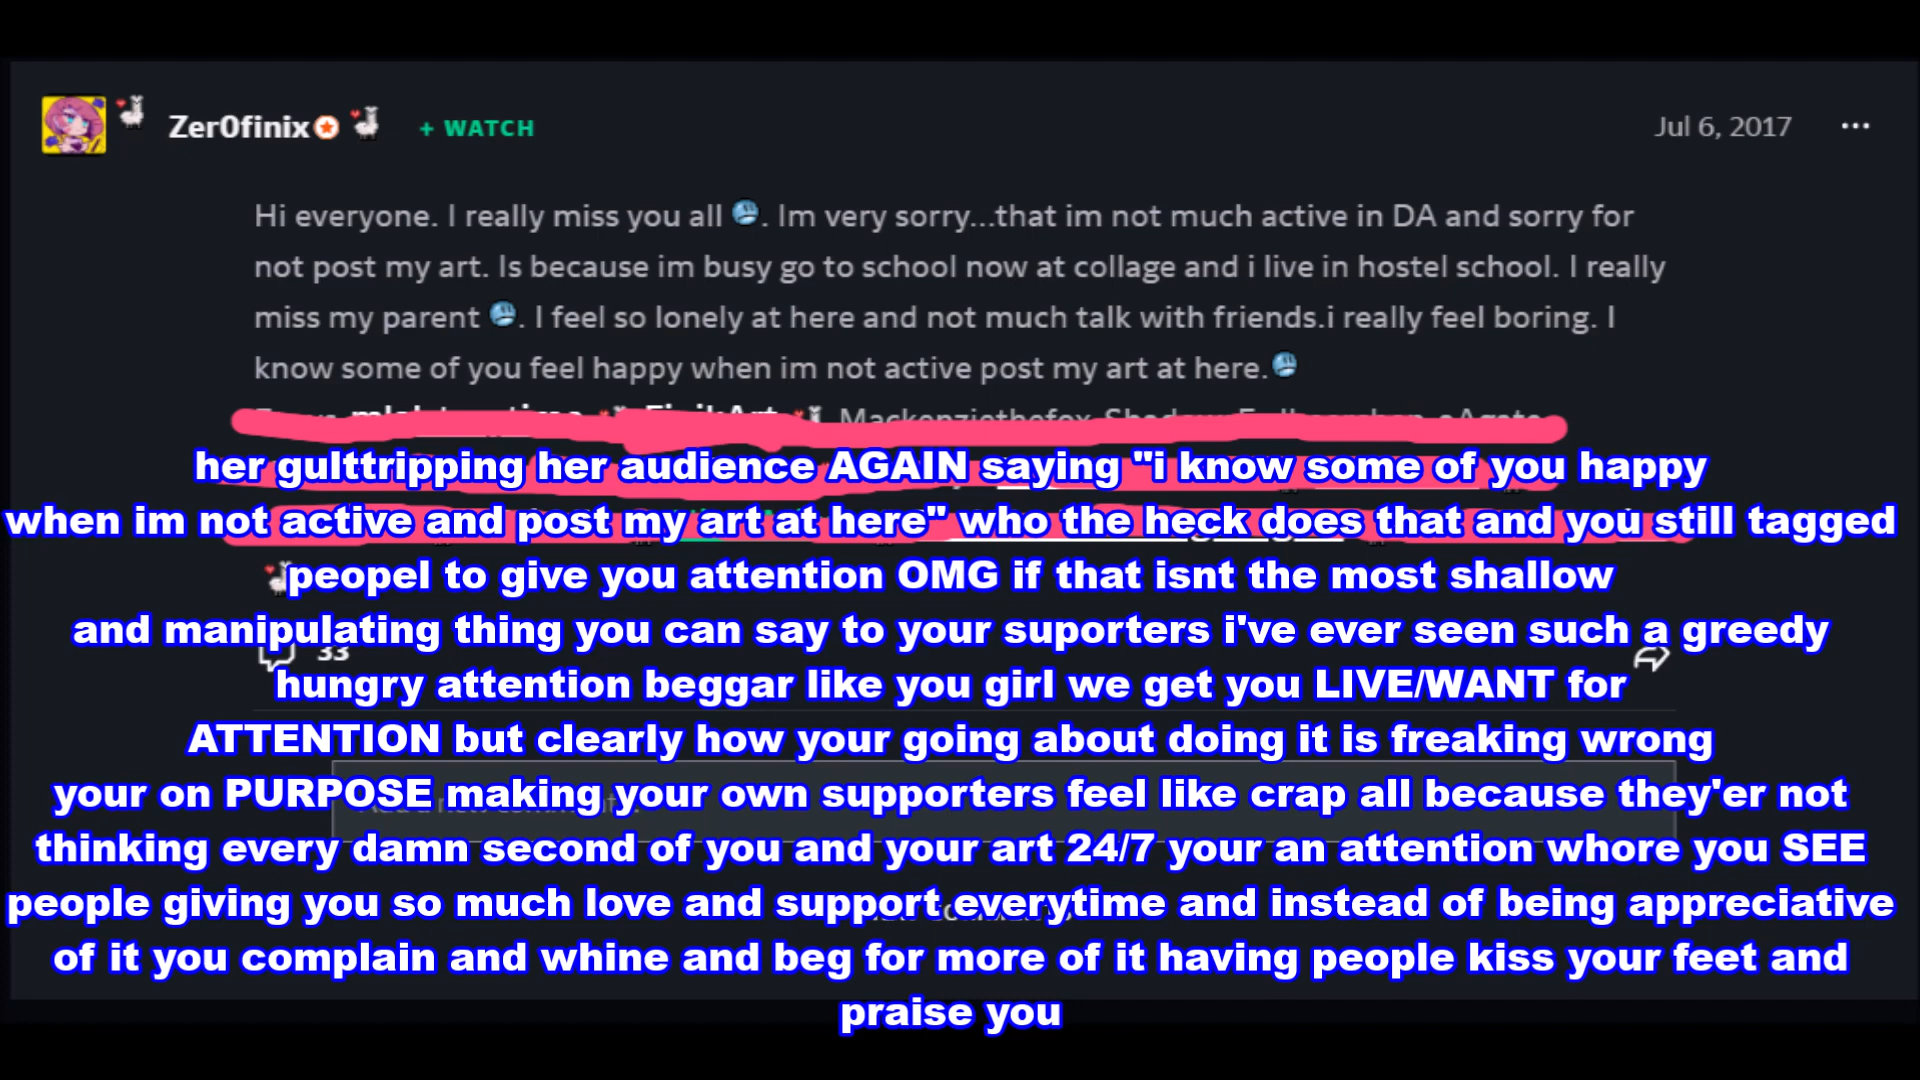 Zer0finix + WATCH Jul 6, 2017 ...
Hi everyone. I really miss you all . Im very sorry...that im not much active in DA and sorry for
not post my art. Is because im busy go to school now at collage and i live in hostel school. I really
miss my parent . I feel so lonely at here and not much talk with friends.i really feel boring. I
know some of you feel happy when im not active post my art at here.
Mackenziethefox
her gulttripping her audience AGAIN saying "i know some of you happy
when im not active and post my art at here" who the heck does that and you still tagged
peopel to give you attention OMG if that isnt the most shallow
and manipulating thing you can say to your suporters i've ever seen such a greedy
33
hungry attention beggar like you girl we get you LIVE/WANT for
ATTENTION but clearly how your going about doing it is freaking wrong
your on PURPOSE making your own supporters feel like crap all because they'er not
thinking every damn second of you and your art 24/7 your an attention whore you SEE
people giving you so much love and support everytime and instead of being appreciative
of it you complain and whine and beg for more of it having people kiss your feet and
praise you